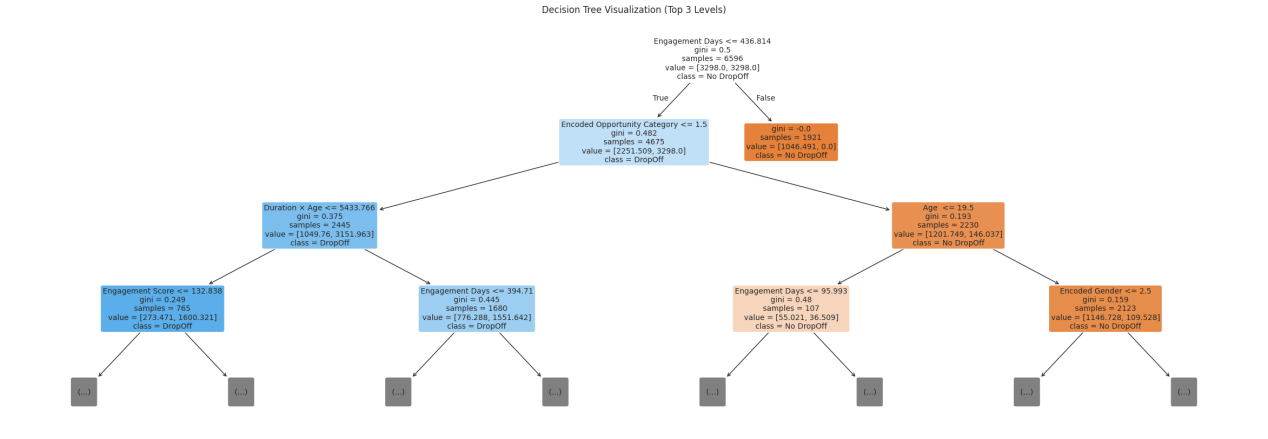 Decision Tree Visualization (Top 3 Levels)
Engagement Days <= 436.814
gini = 0.5
samples = 6596
value = [3298.0, 3298.0]
class = No DropOff
True
False
Encoded Opportunity Category <= 1.5
gini = 0.482
samples = 4675
value = [2251.509, 3298.0]
class = DropOff
gini = -0.0
samples = 1921
value = [1046.491, 0.0]
class = No DropOff
Duration × Age <= 5433.766
gini = 0.375
samples = 2445
value = [1049.76, 3151.963]
class = DropOff
Age  <= 19.5
gini = 0.193
samples = 2230
value = [1201.749, 146.037]
class = No DropOff
Engagement Score <= 132.838
gini = 0.249
samples = 765
value = [273.471, 1600.321]
class = DropOff
Engagement Days <= 394.71
gini = 0.445
samples = 1680
value = [776.288, 1551.642]
class = DropOff
Engagement Days <= 95.993
gini = 0.48
samples = 107
value = [55.021, 36.509]
class = No DropOff
Encoded Gender <= 2.5
gini = 0.159
samples = 2123
value = [1146.728, 109.528]
class = No DropOff
(...)
(...)
(...)
(...)
(...)
(...)
(...)
(...)